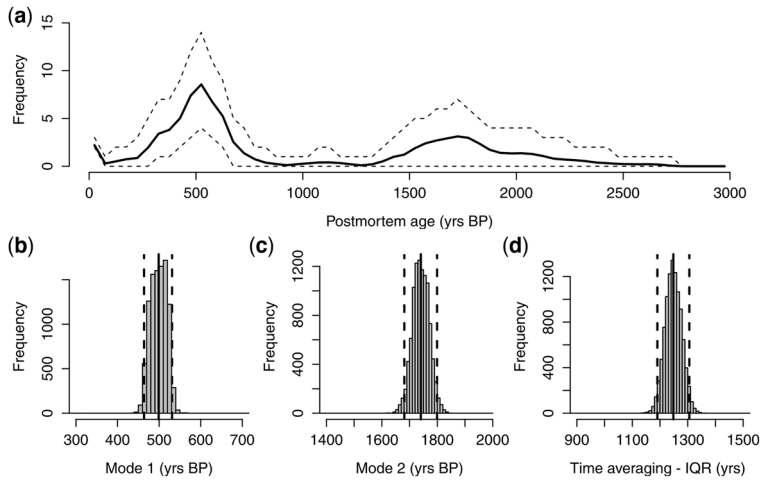 (a)
15
10
5
0
Frequency
0 500 1000 1500 2000 2500 3000
Postmortem age (yrs BP)
(b)
1000
500
0
Frequency
300 400 500 600 700
Mode 1 (yrs BP)
(c)
1200
800
400
0
Frequency
1400 1600 1800 2000
Mode 2 (yrs BP)
(d)
1200
800
400
0
Frequency
900 1100 1300 1500
Time averaging - IQR (yrs)